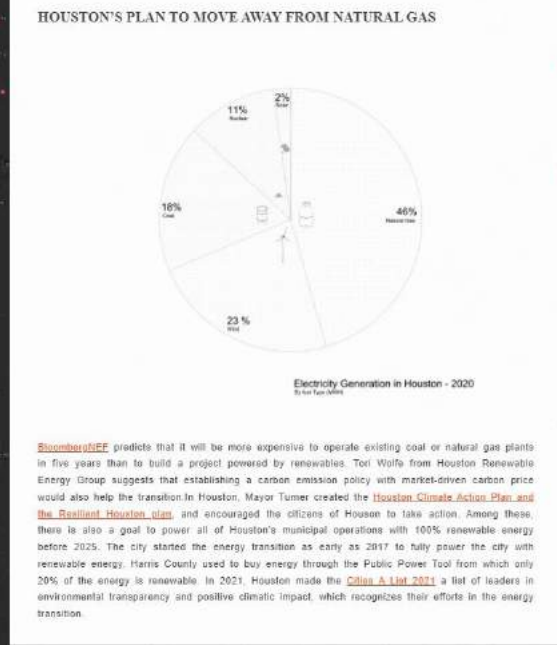 HOUSTON'S PLAN TO MOVE AWAY FROM NATURAL GAS
2%
Solar
11%
Nuclear
18%
Coal
46%
Natural Gas
23 %
Wind
Electricity Generation in Houston - 2020
By Fuel Type (MWH)
BloombergNEF predicts that it will be more expensive to operate existing coal or natural gas plants
in five years than to build a project powered by renewables. Tori Wolfe from Houston Renewable
Energy Group suggests that establishing a carbon emission policy with market-driven carbon price
would also help the transition.In Houston, Mayor Turner created the Houston Climate Action Plan and
the Resilient Houston plan, and encouraged the citizens of Houson to take action. Among these,
there is also a goal to power all of Houston's municipal operations with 100% renewable energy
before 2025. The city started the energy transition as early as 2017 to fully power the city with
renewable energy. Harris County used to buy energy through the Public Power Tool from which only
20% of the energy is renewable. In 2021, Houston made the Cities A List 2021 a list of leaders in
environmental transparency and positive climatic impact, which recognizes their efforts in the energy
transition.